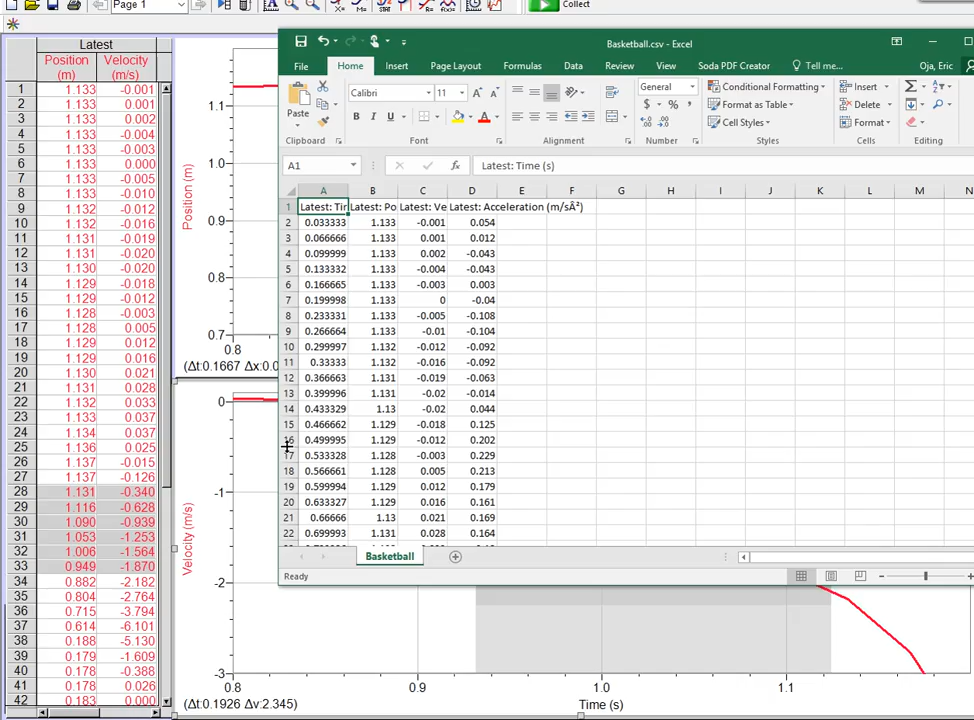 Page 1
Collect
Latest
Position Velocity
(m) (m/s)
1 1.133 -0.001
2 1.133 0.001
3 1.133 0.002
4 1.133 -0.004
5 1.133 -0.003
6 1.133 0.000
7 1.133 -0.005
8 1.133 -0.010
9 1.132 -0.012
10 1.132 -0.016
11 1.131 -0.019
12 1.131 -0.020
13 1.130 -0.020
14 1.129 -0.018
15 1.129 -0.012
16 1.128 -0.003
17 1.128 0.005
18 1.129 0.012
19 1.129 0.016
20 1.130 0.021
21 1.131 0.028
22 1.132 0.033
23 1.133 0.037
24 1.134 0.037
25 1.136 0.025
26 1.137 -0.015
27 1.137 -0.126
28 1.131 -0.340
29 1.116 -0.628
30 1.090 -0.939
31 1.053 -1.253
32 1.006 -1.564
33 0.949 -1.870
34 0.882 -2.182
35 0.804 -2.764
36 0.715 -3.794
37 0.614 -6.101
38 0.188 -5.130
39 0.179 -1.609
40 0.178 -0.388
41 0.178 0.026
42 0.183 0.000
Position (m)
1.1
1.0
0.9
0.8
0.7
0.8
(Δt:0.1667 Δx:0.0
Velocity (m/s)
0
-1
-2
-3
0.8 0.9 1.0 1.1
(Δt:0.1926 Δv:2.345)
Time (s)
Basketball.csv - Excel
Oja, Eric
File Home Insert Page Layout Formulas Data Review View Soda PDF Creator Tell me...
Paste
Calibri 11
A A
B I U
A
General
$ % ,
Conditional Formatting
Format as Table
Cell Styles
Insert
Delete
Format
Clipboard Font Alignment Number Styles Cells Editing
A1 fx Latest: Time (s)
A B C D E F G H I J K L M N
1 Latest: Tir Latest: Po Latest: Ve Latest: Acceleration (m/sÂ²)
2 0.033333 1.133 -0.001 0.054
3 0.066666 1.133 0.001 0.012
4 0.099999 1.133 0.002 -0.043
5 0.133332 1.133 -0.004 -0.043
6 0.166665 1.133 -0.003 0.003
7 0.199998 1.133 0 -0.04
8 0.233331 1.133 -0.005 -0.108
9 0.266664 1.133 -0.01 -0.104
10 0.299997 1.132 -0.012 -0.092
11 0.33333 1.132 -0.016 -0.092
12 0.366663 1.131 -0.019 -0.063
13 0.399996 1.131 -0.02 -0.014
14 0.433329 1.13 -0.02 0.044
15 0.466662 1.129 -0.018 0.125
16 0.499995 1.129 -0.012 0.202
17 0.533328 1.128 -0.003 0.229
18 0.566661 1.128 0.005 0.213
19 0.599994 1.129 0.012 0.179
20 0.633327 1.129 0.016 0.161
21 0.66666 1.13 0.021 0.169
22 0.699993 1.131 0.028 0.164
Basketball
Ready